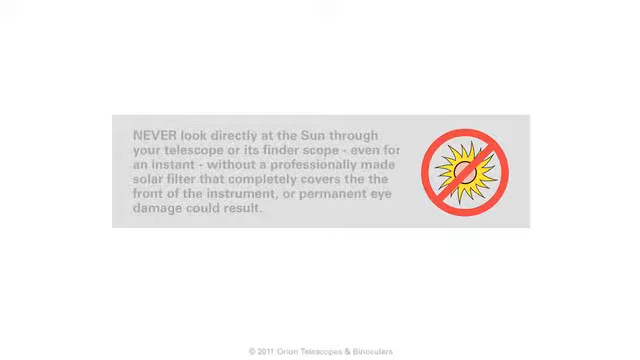 NEVER look directly at the Sun through
your telescope or its finder scope - even for
an instant - without a professionally made
solar filter that completely covers the the
front of the instrument, or permanent eye
damage could result.
© 2011 Orion Telescopes & Binoculars